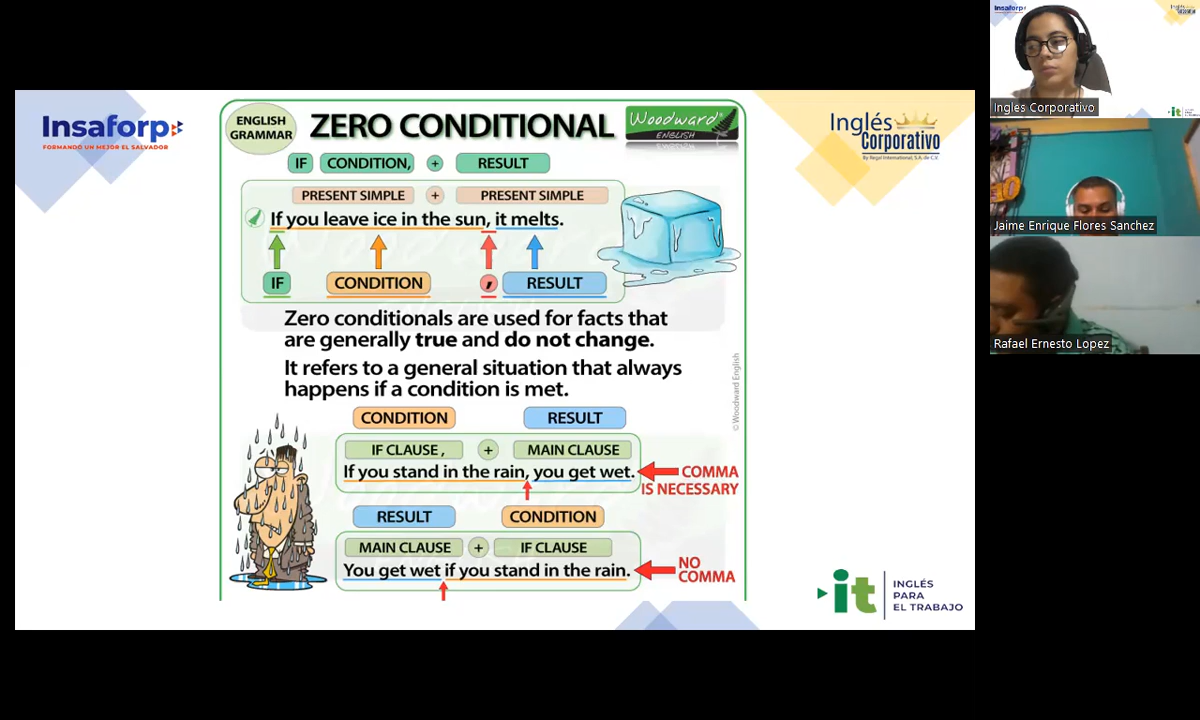 Insaforp
FORMANDO UN MEJOR EL SALVADOR
ENGLISH
GRAMMAR
ZERO CONDITIONAL
Woodward®
ENGLISH
IF CONDITION, + RESULT
PRESENT SIMPLE + PRESENT SIMPLE
If you leave ice in the sun, it melts.
IF CONDITION , RESULT
Zero conditionals are used for facts that
are generally true and do not change.
It refers to a general situation that always
happens if a condition is met.
© Woodward English
CONDITION RESULT
IF CLAUSE , + MAIN CLAUSE
If you stand in the rain, you get wet.
COMMA
IS NECESSARY
RESULT CONDITION
MAIN CLAUSE + IF CLAUSE
You get wet if you stand in the rain.
NO
COMMA
Inglés
Corporativo
By Regal International, S.A. de C.V.
it
INGLÉS
PARA
EL TRABAJO
Insaforp
Ingles Corporativo
it
Jaime Enrique Flores Sanchez
Rafael Ernesto Lopez